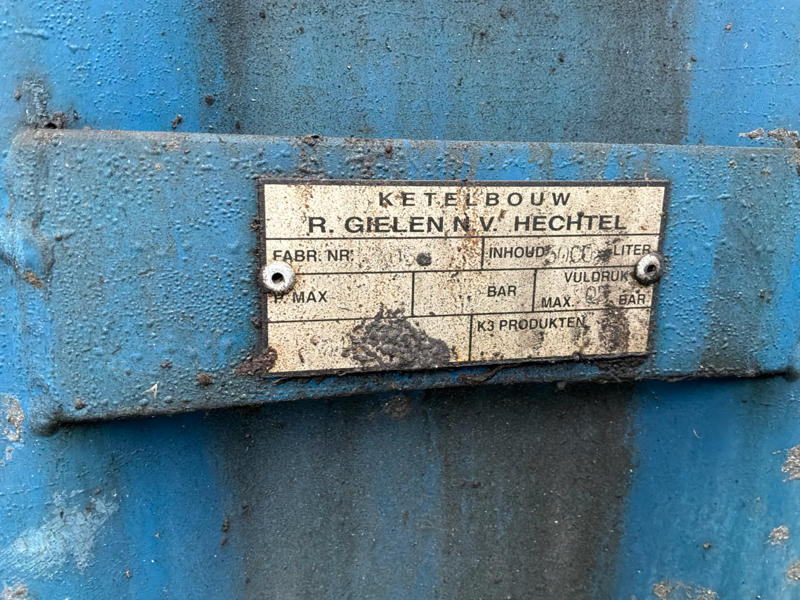 KETELBOUW
R. GIELEN N.V. HECHTEL
FABR. NR. INHOUD LITER
P. MAX BAR VULDRUK
MAX. BAR
K3 PRODUKTEN